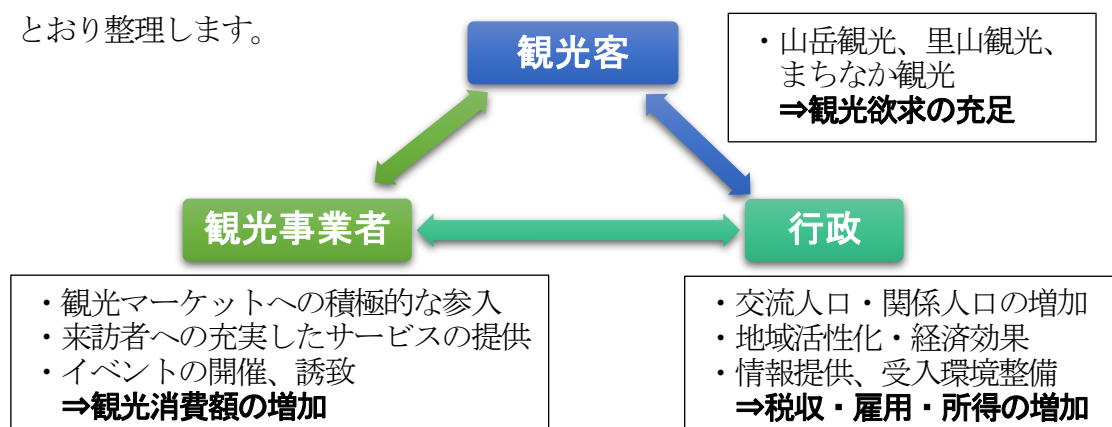 とおり整理します。
観光客
・山岳観光、里山観光、
まちなか観光
⇒観光欲求の充足
観光事業者
行政
・観光マーケットへの積極的な参入
・来訪者への充実したサービスの提供
・イベントの開催、誘致
⇒観光消費額の増加
・交流人口・関係人口の増加
・地域活性化・経済効果
・情報提供、受入環境整備
⇒税収・雇用・所得の増加